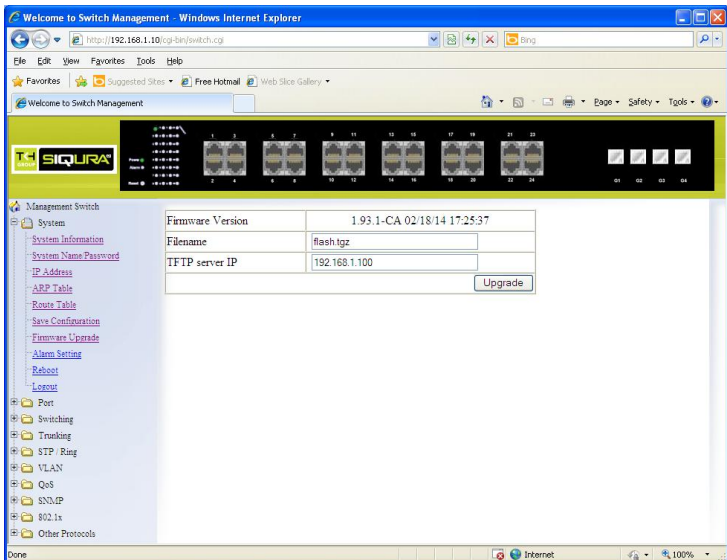 Welcome to Switch Management - Windows Internet Explorer
http://192.168.1.10/cgi-bin/switch.cgi
Bing
File Edit View Favorites Tools Help
Favorites Suggested Sites Free Hotmail Web Slice Gallery
Welcome to Switch Management
Page Safety Tools
1 3 5 7 9 11 13 15 17 19 21 23
TKH GROUP SIQURA
Power
Alarm
Reset
2 4 6 8 10 12 14 16 18 20 22 24
G1 G2 G3 G4
Management Switch
System
System Information
System Name Password
IP Address
ARP Table
Route Table
Save Configuration
Firmware Upgrade
Alarm Setting
Reboot
Logout
Port
Switching
Trunking
STP / Ring
VLAN
QoS
SNMP
802.1x
Other Protocols
Firmware Version 1.93.1-CA 02/18/14 17:25:37
Filename flash.tgz
TFTP server IP 192.168.1.100
Upgrade
Done
Internet
100%